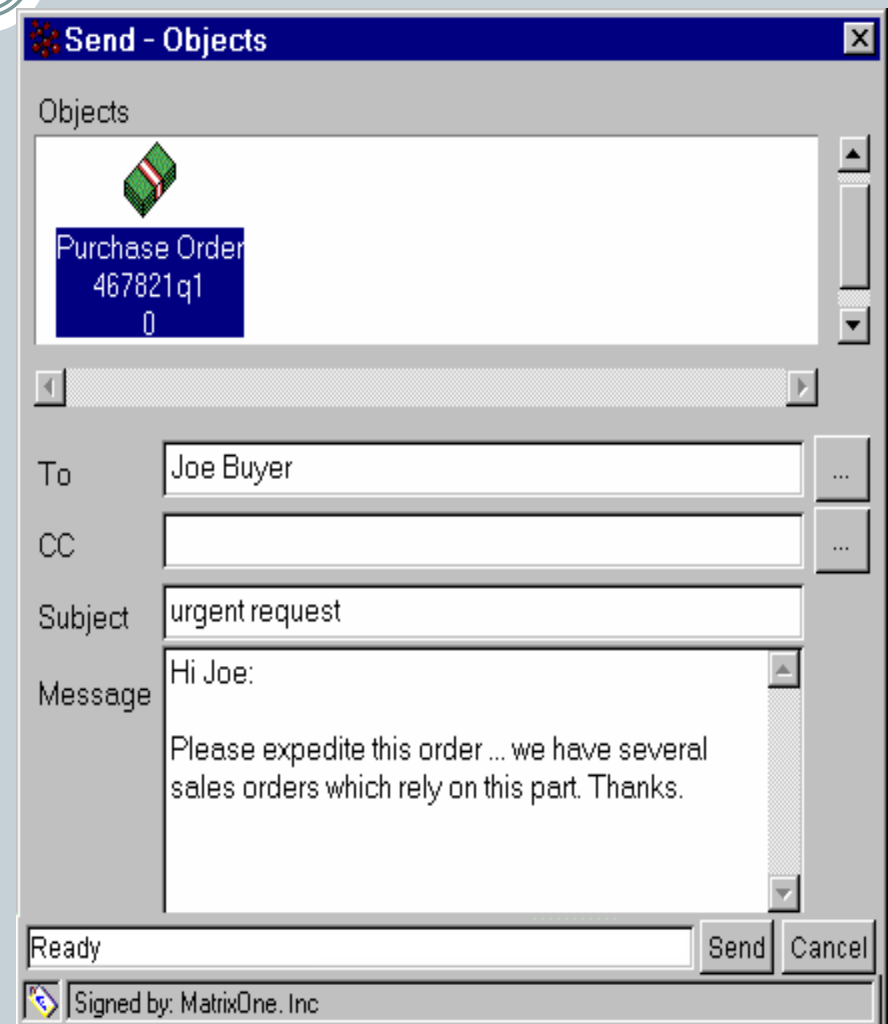 Send - Objects
Objects
Purchase Order
467821q1
0
To
Joe Buyer
...
CC
...
Subject
urgent request
Message
Hi Joe:
Please expedite this order ... we have several
sales orders which rely on this part. Thanks.
Ready
Send
Cancel
Signed by: MatrixOne. Inc